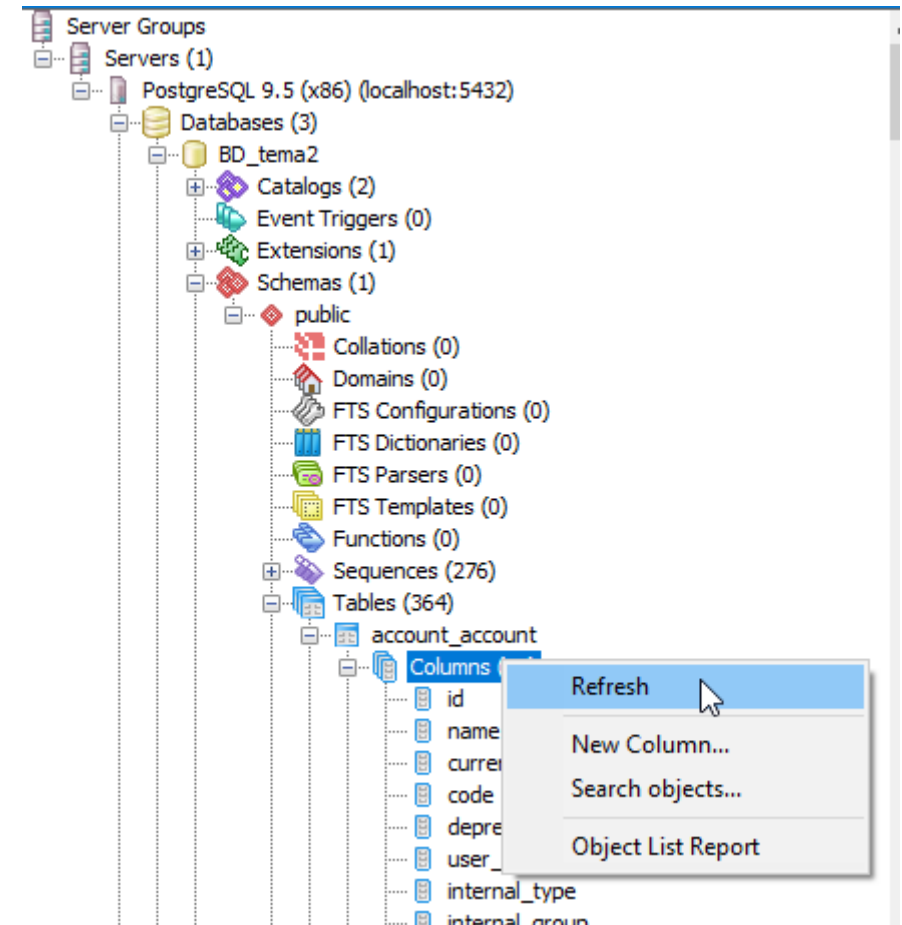 Server Groups
Servers (1)
PostgreSQL 9.5 (x86) (localhost:5432)
Databases (3)
BD_tema2
Catalogs (2)
Event Triggers (0)
Extensions (1)
Schemas (1)
public
Collations (0)
Domains (0)
FTS Configurations (0)
FTS Dictionaries (0)
FTS Parsers (0)
FTS Templates (0)
Functions (0)
Sequences (276)
Tables (364)
account_account
Columns
id
name
code
internal_type
internal_group
Refresh
New Column...
Search objects...
Object List Report